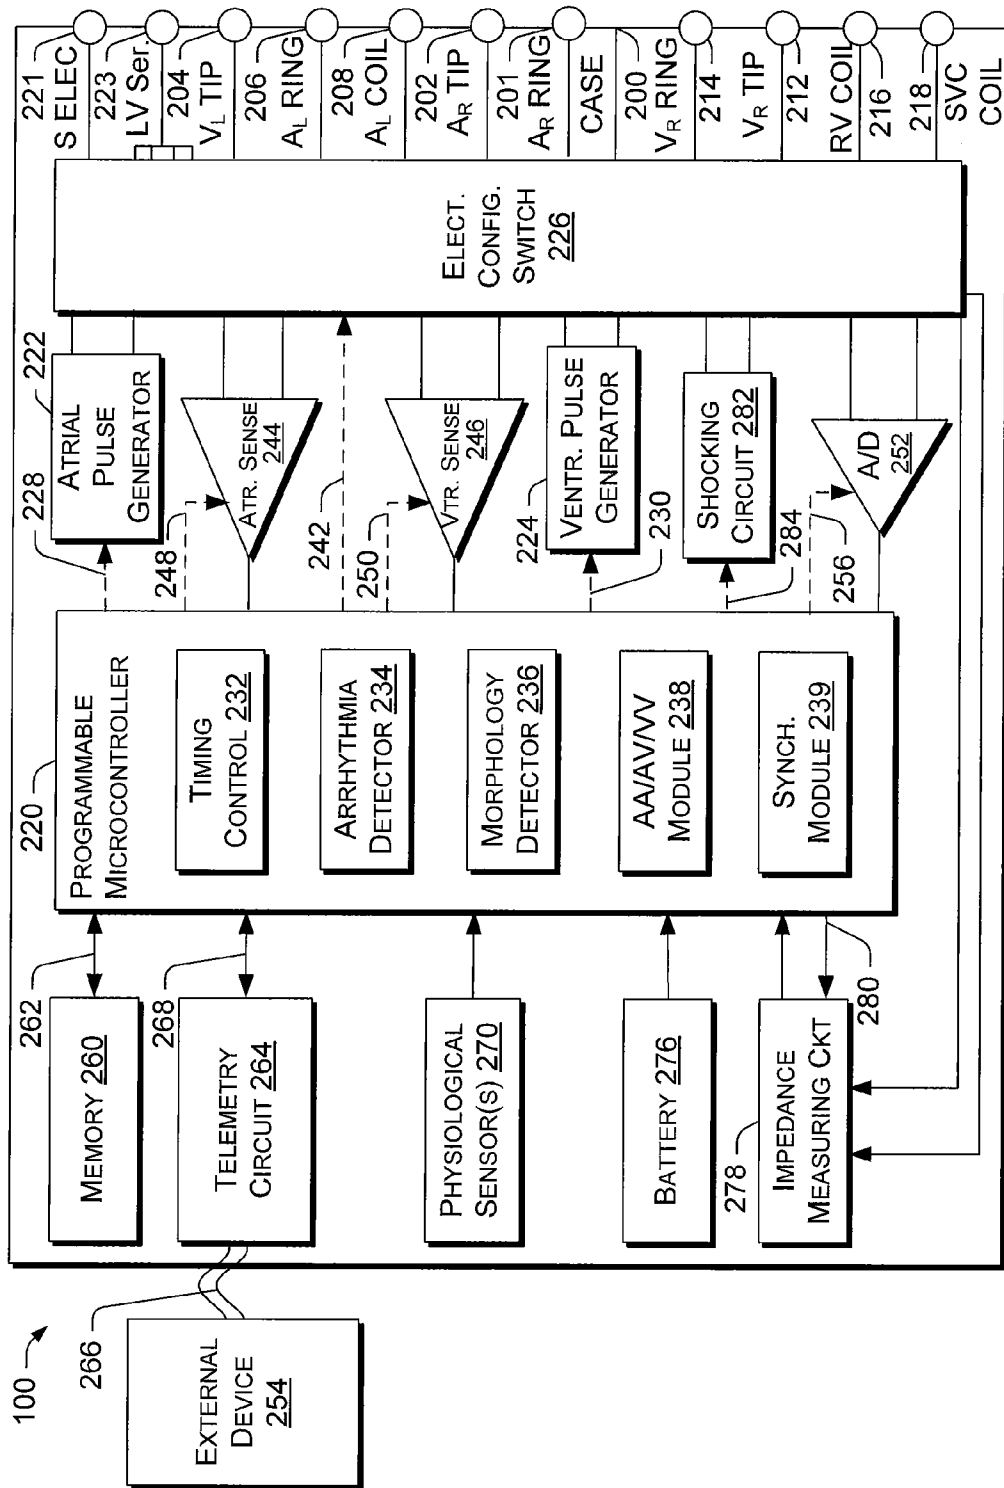 100
221
S ELEC
223
LV Ser.
204
VL TIP
206
AL RING
208
AL COIL
202
AR TIP
201
AR RING
CASE
200
VR RING
214
VR TIP
212
RV COIL
216
218
SVC
COIL
ELECT.
CONFIG.
SWITCH
226
222
ATRIAL
PULSE
GENERATOR
228
ATR. SENSE
244
248
242
VTR. SENSE
246
250
VENTR. PULSE
GENERATOR
224
230
SHOCKING
CIRCUIT 282
284
A/D
252
256
220
PROGRAMMABLE
MICROCONTROLLER
TIMING
CONTROL 232
ARRHYTHMIA
DETECTOR 234
MORPHOLOGY
DETECTOR 236
AA/AV/VV
MODULE 238
SYNCH.
MODULE 239
262
268
280
MEMORY 260
TELEMETRY
CIRCUIT 264
PHYSIOLOGICAL
SENSOR(S) 270
BATTERY 276
278
IMPEDANCE
MEASURING CKT
266
EXTERNAL
DEVICE
254